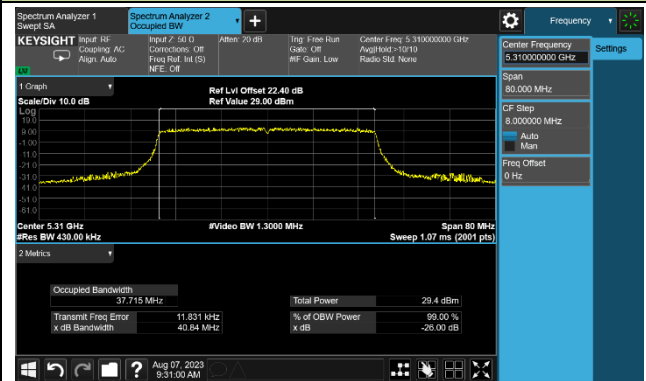 Spectrum Analyzer 1
Swept SA
Spectrum Analyzer 2
Occupied BW
Frequency
KEYSIGHT
Input: RF
Coupling: AC
Align: Auto
Input Z: 50 Ω
Corrections: Off
Freq Ref: Int (S)
NFE: Off
Atten: 20 dB
Trig: Free Run
Gate: Off
#IF Gain: Low
Center Freq: 5.310000000 GHz
Avg|Hold:>10/10
Radio Std: None
LVI
1 Graph
Scale/Div 10.0 dB
Ref Lvl Offset 22.40 dB
Ref Value 29.00 dBm
Log
19.0
9.00
-1.00
-11.0
-21.0
-31.0
-41.0
-51.0
-61.0
Center 5.31 GHz
#Video BW 1.3000 MHz
Span 80 MHz
#Res BW 430.00 kHz
Sweep 1.07 ms (2001 pts)
2 Metrics
Occupied Bandwidth
37.715 MHz
Total Power
29.4 dBm
Transmit Freq Error
11.831 kHz
% of OBW Power
99.00 %
x dB Bandwidth
40.84 MHz
x dB
-26.00 dB
Center Frequency
5.310000000 GHz
Settings
Span
80.000 MHz
CF Step
8.000000 MHz
Auto
Man
Freq Offset
0 Hz
?
Aug 07, 2023
9:31:00 AM